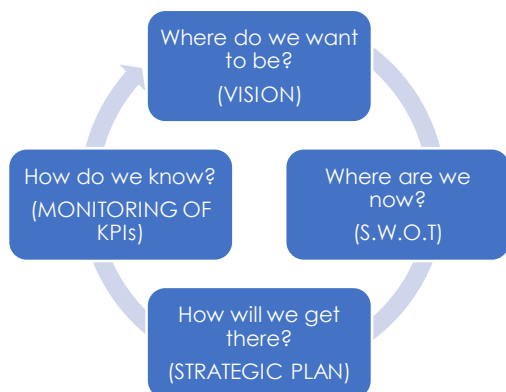 Where do we want
to be?
(VISION)
Where are we
now?
(S.W.O.T)
How will we get
there?
(STRATEGIC PLAN)
How do we know?
(MONITORING OF
KPIs)